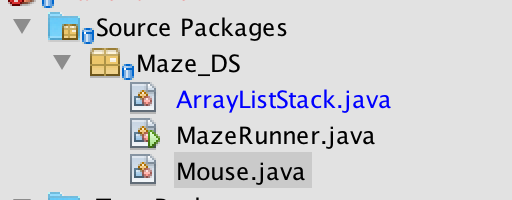 Source Packages
Maze_DS
ArrayListStack.java
MazeRunner.java
Mouse.java